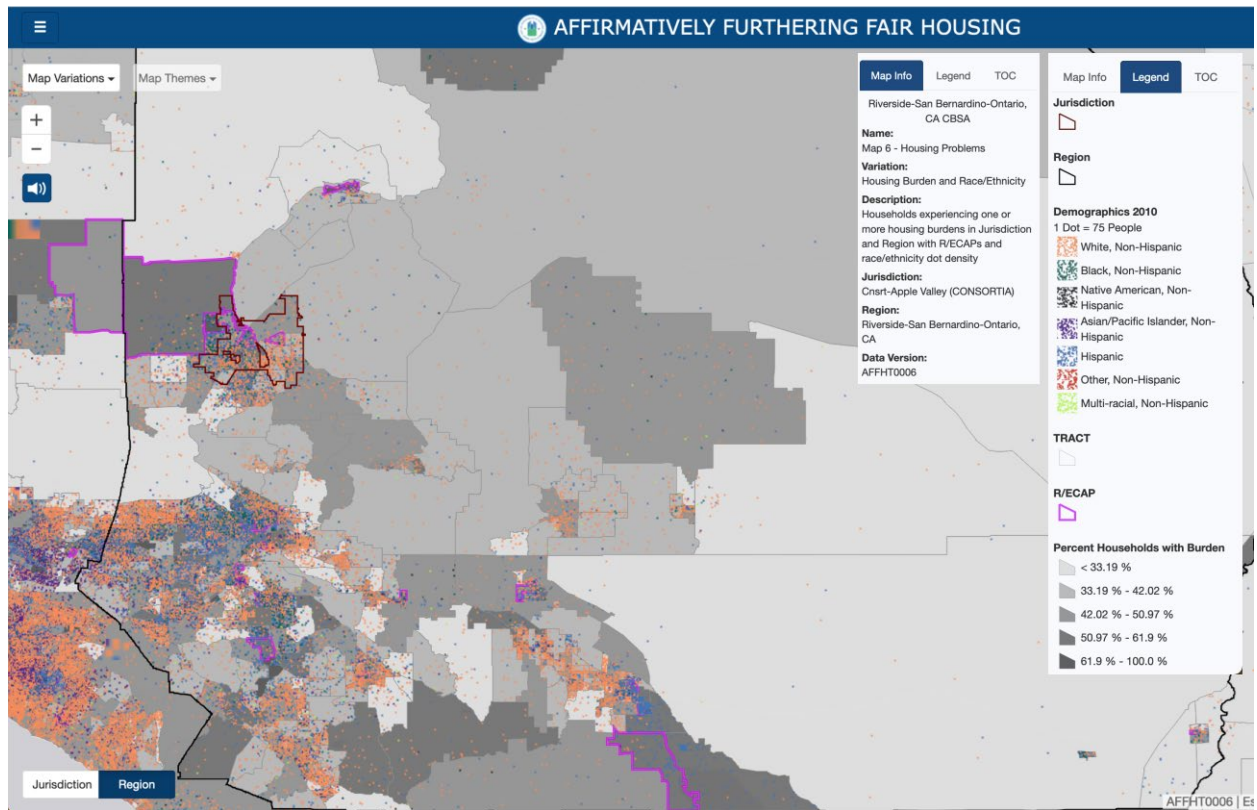 AFFIRMATIVELY FURTHERING FAIR HOUSING
Map Variations
Map Themes
+
−
Map Info
Legend
TOC
Riverside-San Bernardino-Ontario,
CA CBSA
Name:
Map 6 - Housing Problems
Variation:
Housing Burden and Race/Ethnicity
Description:
Households experiencing one or
more housing burdens in Jurisdiction
and Region with R/ECAPs and
race/ethnicity dot density
Jurisdiction:
Cnsrt-Apple Valley (CONSORTIA)
Region:
Riverside-San Bernardino-Ontario,
CA
Data Version:
AFFHT0006
Map Info
Legend
TOC
Jurisdiction
Region
Demographics 2010
1 Dot = 75 People
White, Non-Hispanic
Black, Non-Hispanic
Native American, Non-
Hispanic
Asian/Pacific Islander, Non-
Hispanic
Hispanic
Other, Non-Hispanic
Multi-racial, Non-Hispanic
TRACT
R/ECAP
Percent Households with Burden
< 33.19 %
33.19 % - 42.02 %
42.02 % - 50.97 %
50.97 % - 61.9 %
61.9 % - 100.0 %
Jurisdiction
Region
AFFHT0006 | Es